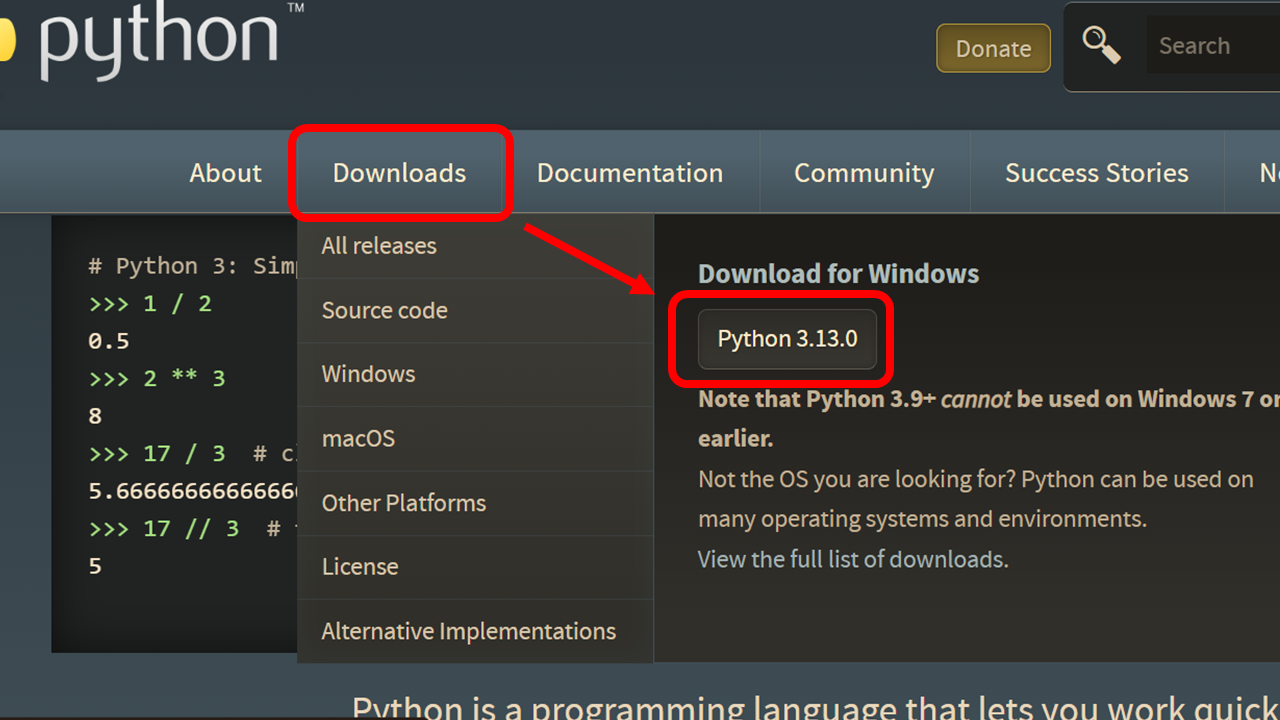 python™
Donate
Search
About
Downloads
Documentation
Community
Success Stories
All releases
Source code
Windows
macOS
Other Platforms
License
Alternative Implementations
Download for Windows
Python 3.13.0
Note that Python 3.9+ cannot be used on Windows 7 or
earlier.
Not the OS you are looking for? Python can be used on
many operating systems and environments.
View the full list of downloads.
# Python 3:
>>> 1 / 2
0.5
>>> 2 ** 3
8
>>> 17 / 3 #
5.6666666666666
>>> 17 // 3 #
5
Python is a programming language that lets you work